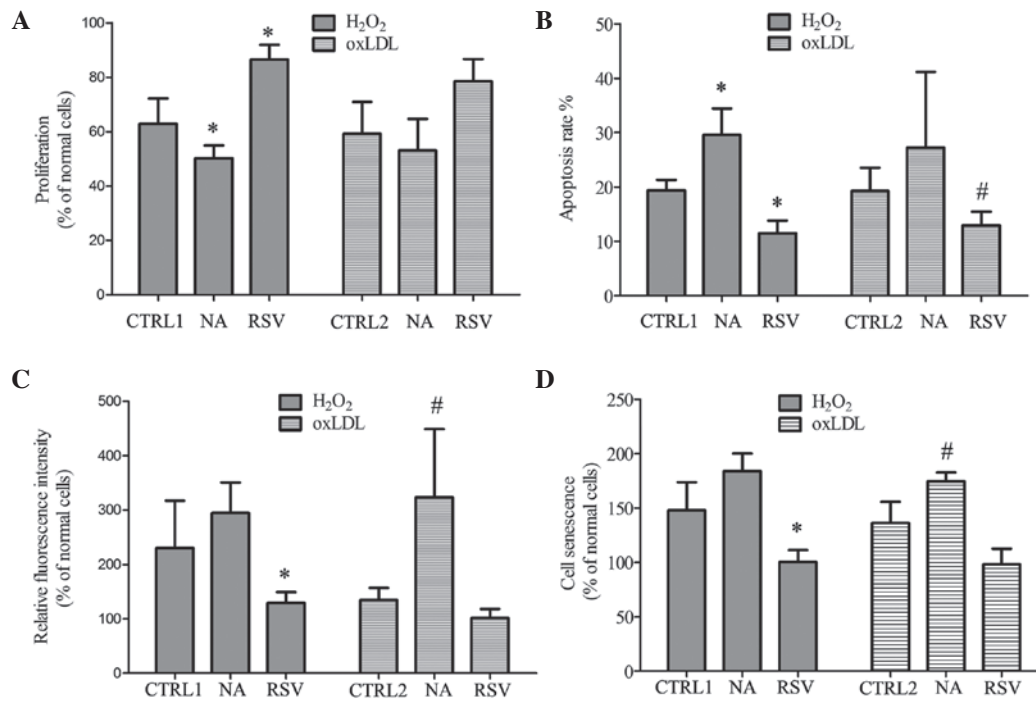 A
Proliferation
(% of normal cells)
100
80
60
40
20
0
H₂O₂
oxLDL
*
*
CTRL1 NA RSV CTRL2 NA RSV
B
Apoptosis rate %
50
40
30
20
10
0
H₂O₂
oxLDL
*
*
#
CTRL1 NA RSV CTRL2 NA RSV
C
Relative fluorescence intensity
(% of normal cells)
500
400
300
200
100
0
H₂O₂
oxLDL
*
#
CTRL1 NA RSV CTRL2 NA RSV
D
Cell senescence
(% of normal cells)
250
200
150
100
50
0
H₂O₂
oxLDL
*
#
CTRL1 NA RSV CTRL2 NA RSV